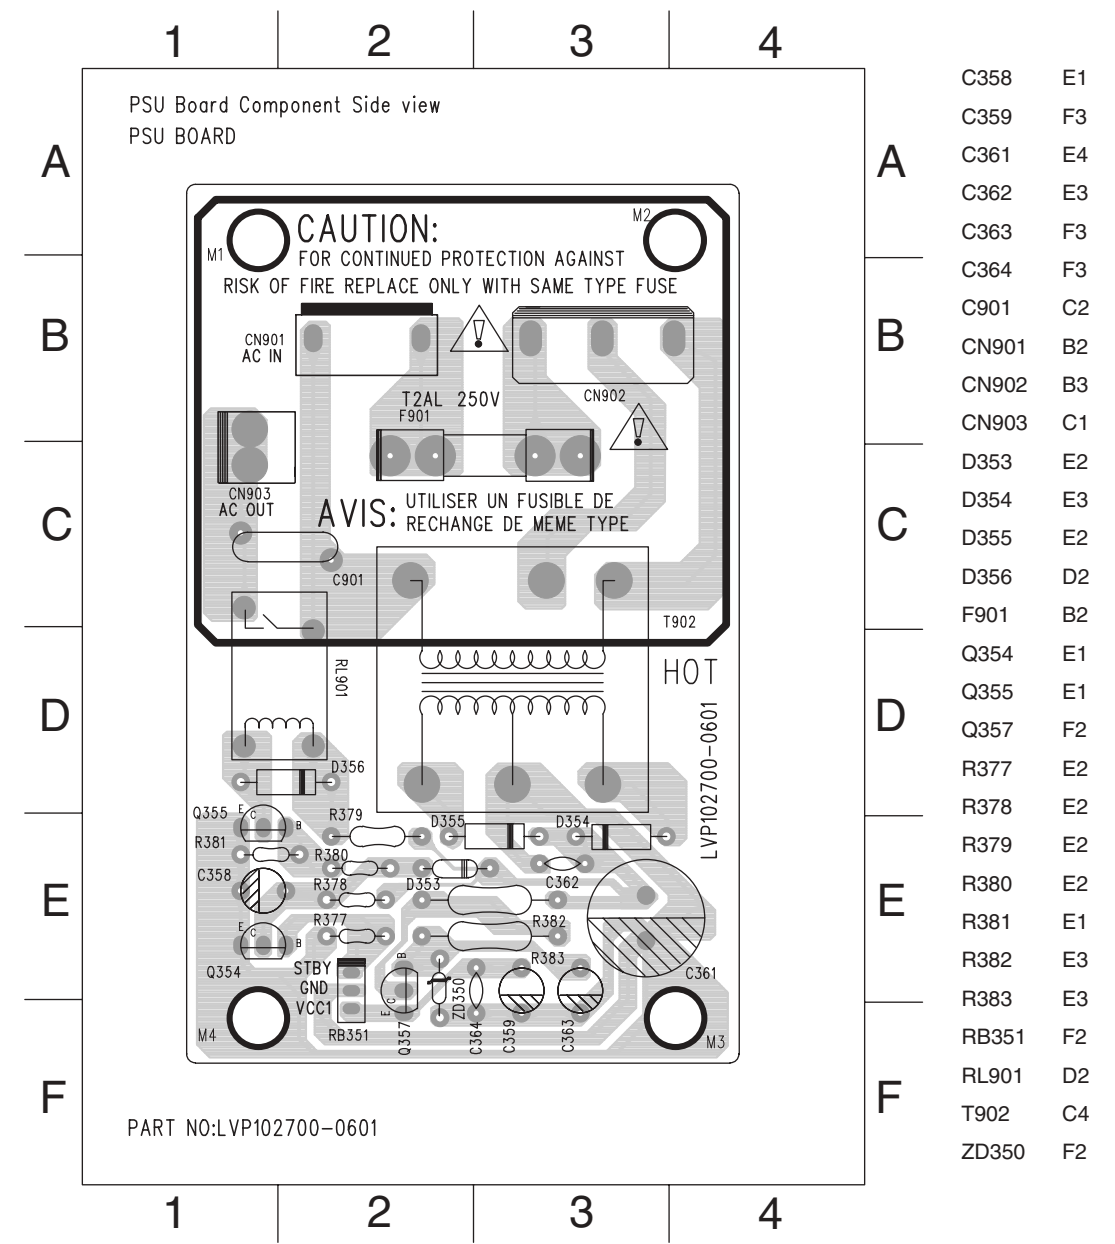 1 2 3 4
PSU Board Component Side view
PSU BOARD
A A
M1 CAUTION: M2
FOR CONTINUED PROTECTION AGAINST
RISK OF FIRE REPLACE ONLY WITH SAME TYPE FUSE
B B
CN901
AC IN
!
T2AL 250V
F901
CN902
!
CN903
AC OUT
C C
AVIS: UTILISER UN FUSIBLE DE
RECHANGE DE MEME TYPE
C901
T902
RL901
HOT
D D
LVP102700-0601
D356
Q355
E C B
R379
D355
D354
R381
R380
C358
R378
D353
C362
E E
R377
R382
E C B
Q354
STBY
GND
VCC1
B
C
E
R383
C361
ZD350
M4
RB351
Q357
C364
C359
C363
M3
F F
PART NO:LVP102700-0601
1 2 3 4
C358 E1
C359 F3
C361 E4
C362 E3
C363 F3
C364 F3
C901 C2
CN901 B2
CN902 B3
CN903 C1
D353 E2
D354 E3
D355 E2
D356 D2
F901 B2
Q354 E1
Q355 E1
Q357 F2
R377 E2
R378 E2
R379 E2
R380 E2
R381 E1
R382 E3
R383 E3
RB351 F2
RL901 D2
T902 C4
ZD350 F2